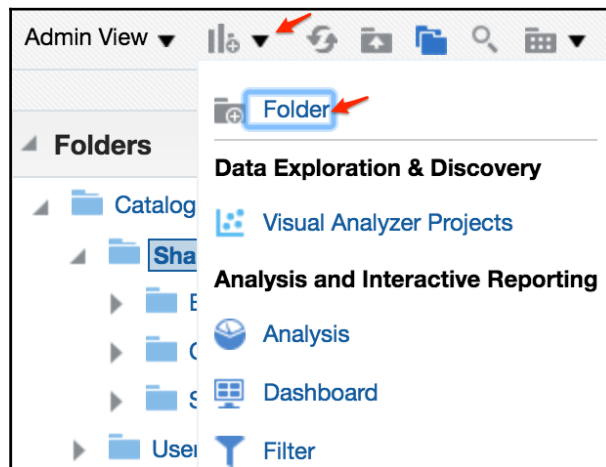 Admin View
Folder
Folders
Data Exploration & Discovery
Catalog
Visual Analyzer Projects
Sha
Analysis and Interactive Reporting
E
Analysis
Dashboard
User
Filter